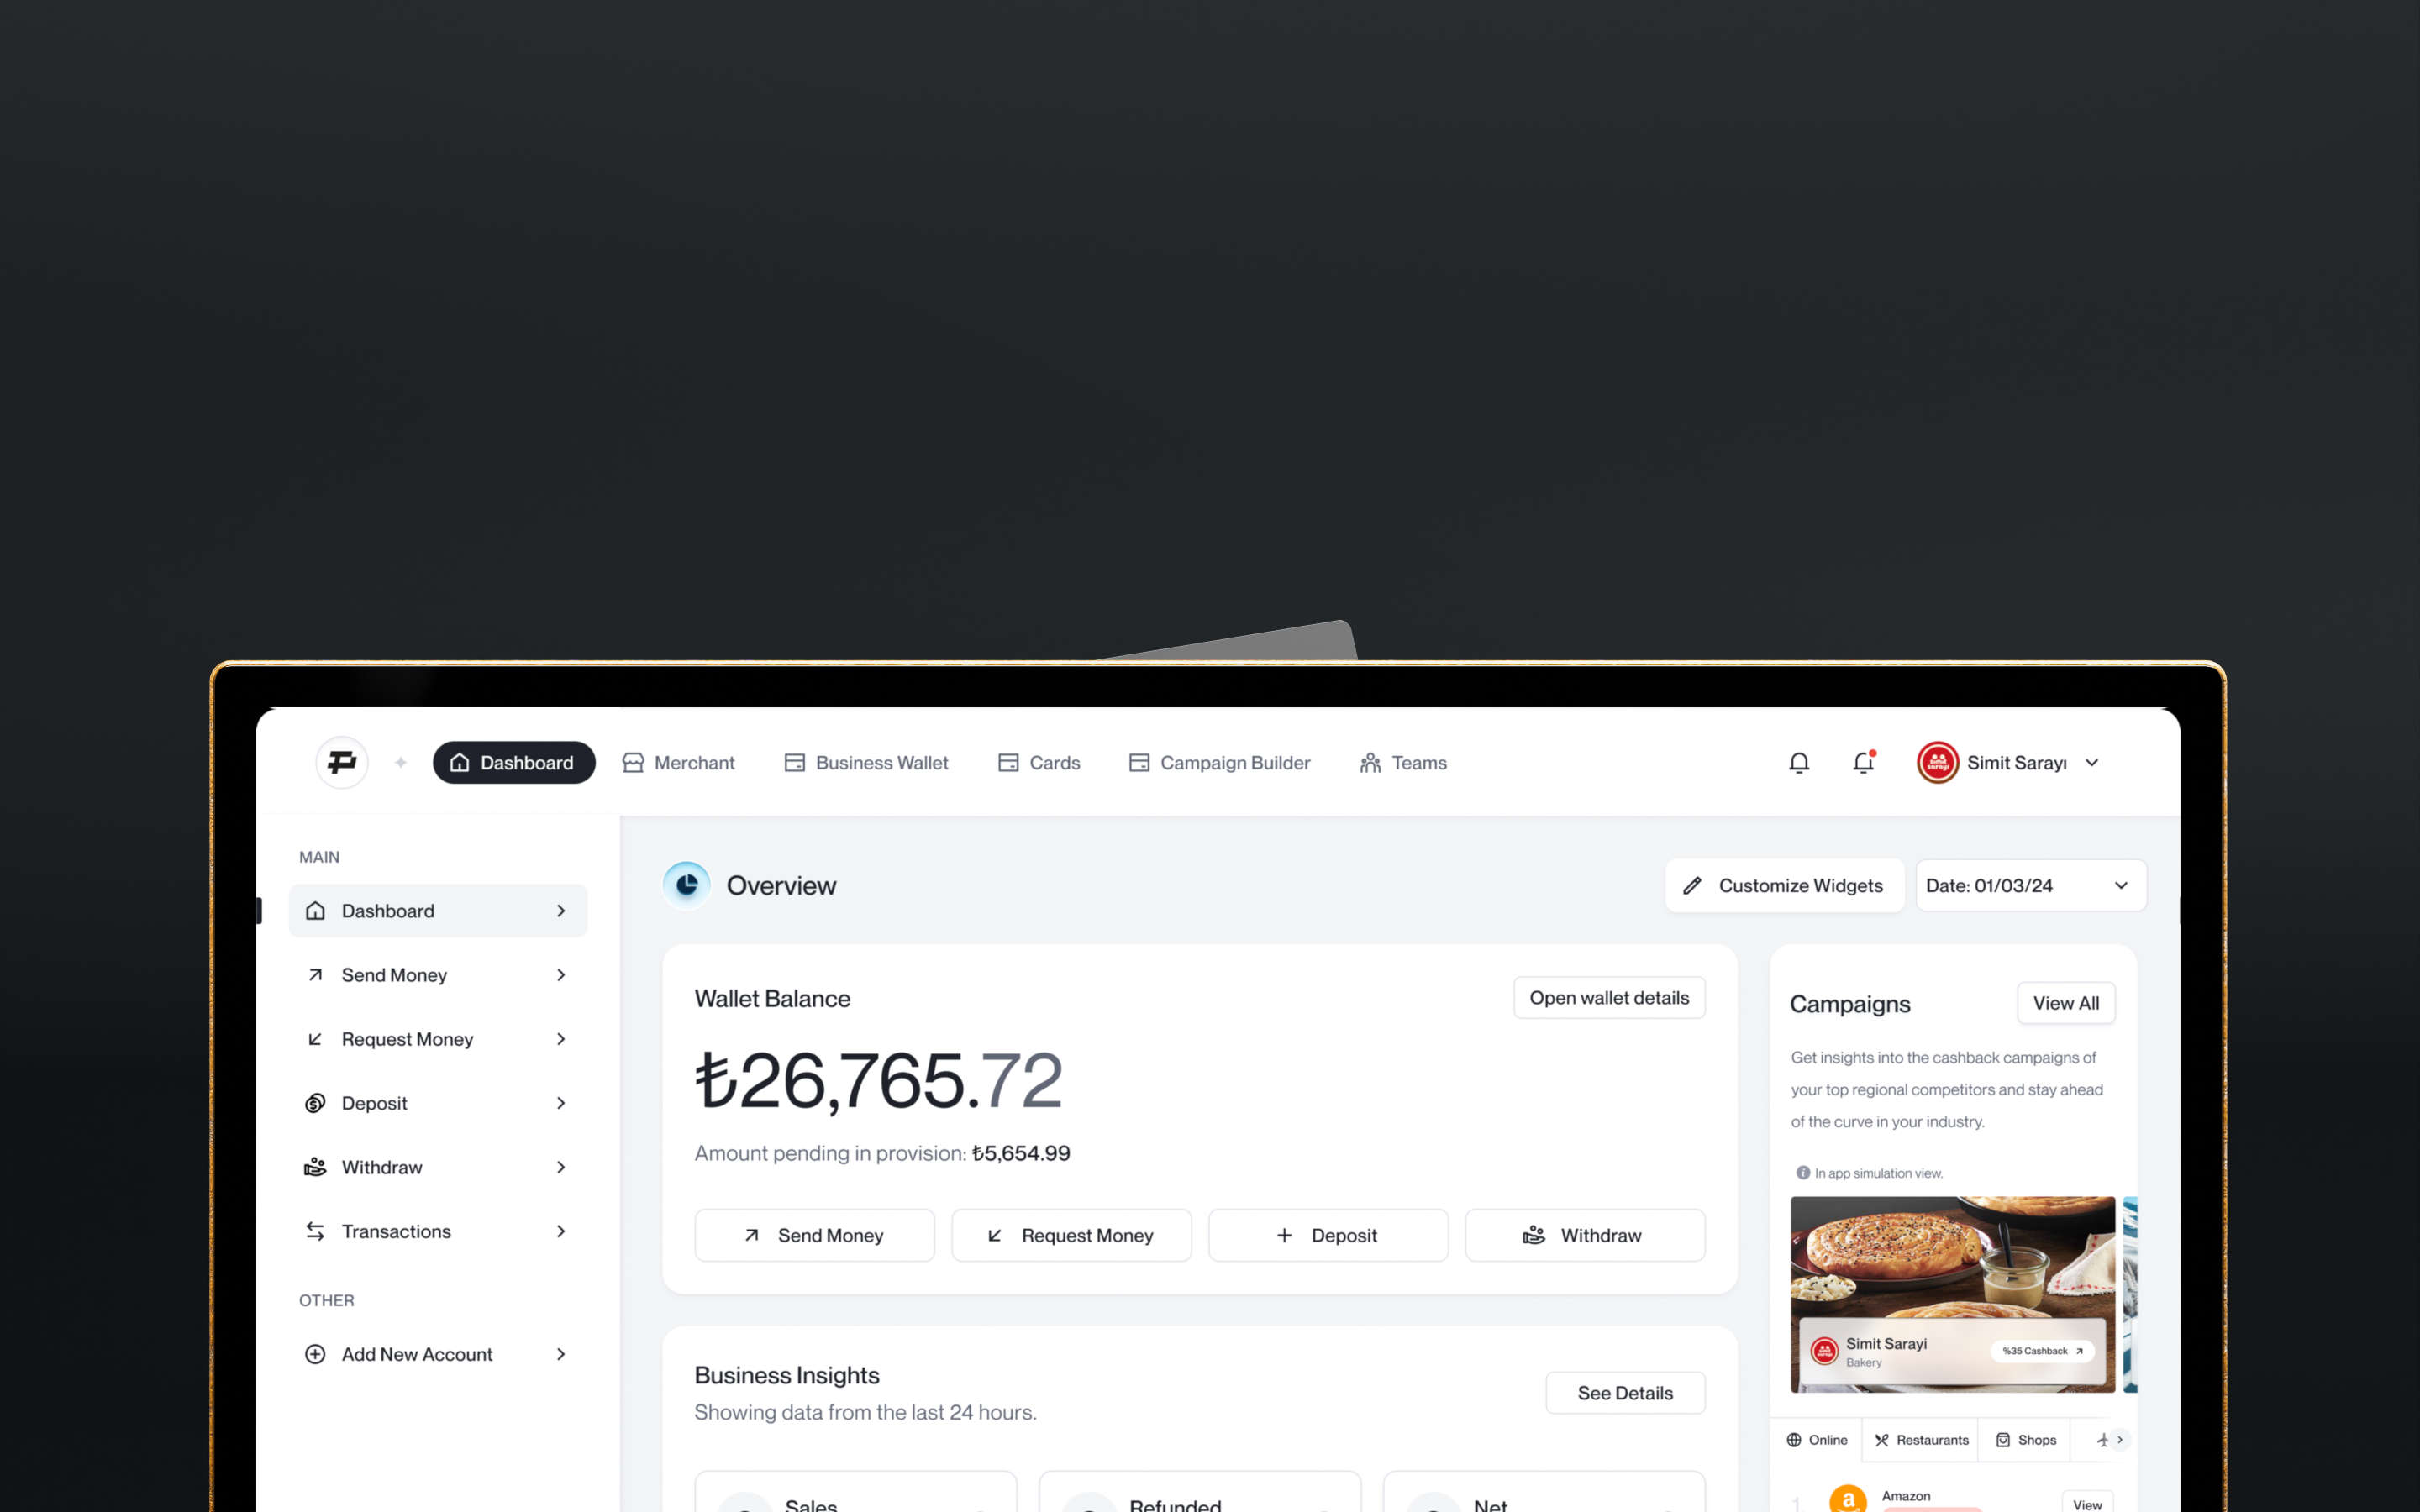 Dashboard
Merchant
Business Wallet
Cards
Campaign Builder
Teams
Simit Sarayı
MAIN
Dashboard
Send Money
Request Money
Deposit
Withdraw
Transactions
OTHER
Add New Account
Overview
Customize Widgets
Date: 01/03/24
Wallet Balance
Open wallet details
₺26,765.72
Amount pending in provision: ₺5,654.99
Send Money
Request Money
Deposit
Withdraw
Business Insights
Showing data from the last 24 hours.
See Details
Sales
Refunded
Net
Campaigns
View All
Get insights into the cashback campaigns of
your top regional competitors and stay ahead
of the curve in your industry.
In app simulation view.
Simit Sarayi
Bakery
%35 Cashback
Online
Restaurants
Shops
1
Amazon
View